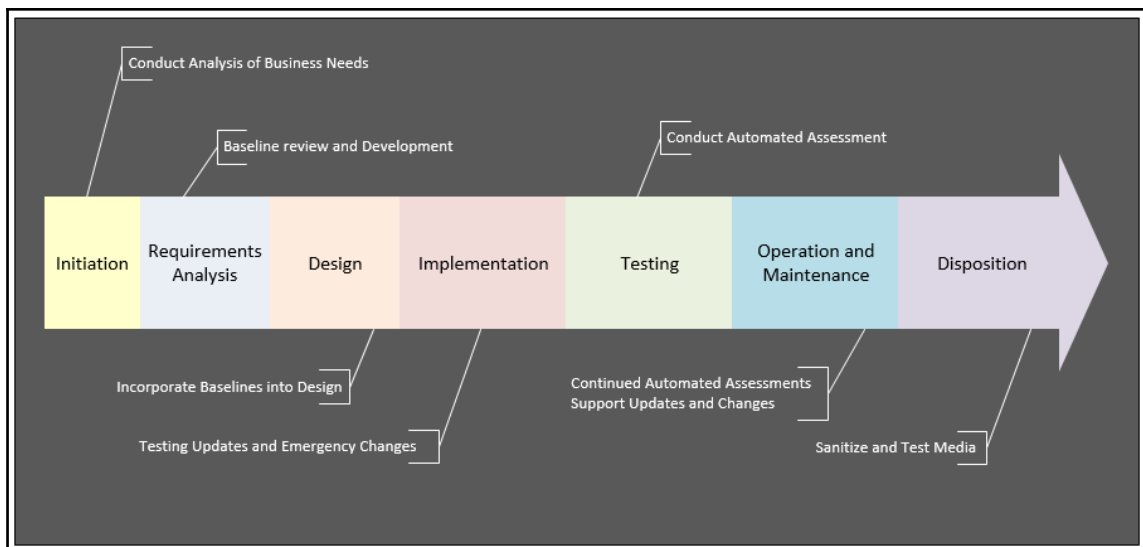 Conduct Analysis of Business Needs
Baseline review and Development
Conduct Automated Assessment
Initiation
Requirements
Analysis
Design
Implementation
Testing
Operation and
Maintenance
Disposition
Incorporate Baselines into Design
Continued Automated Assessments
Support Updates and Changes
Testing Updates and Emergency Changes
Sanitize and Test Media